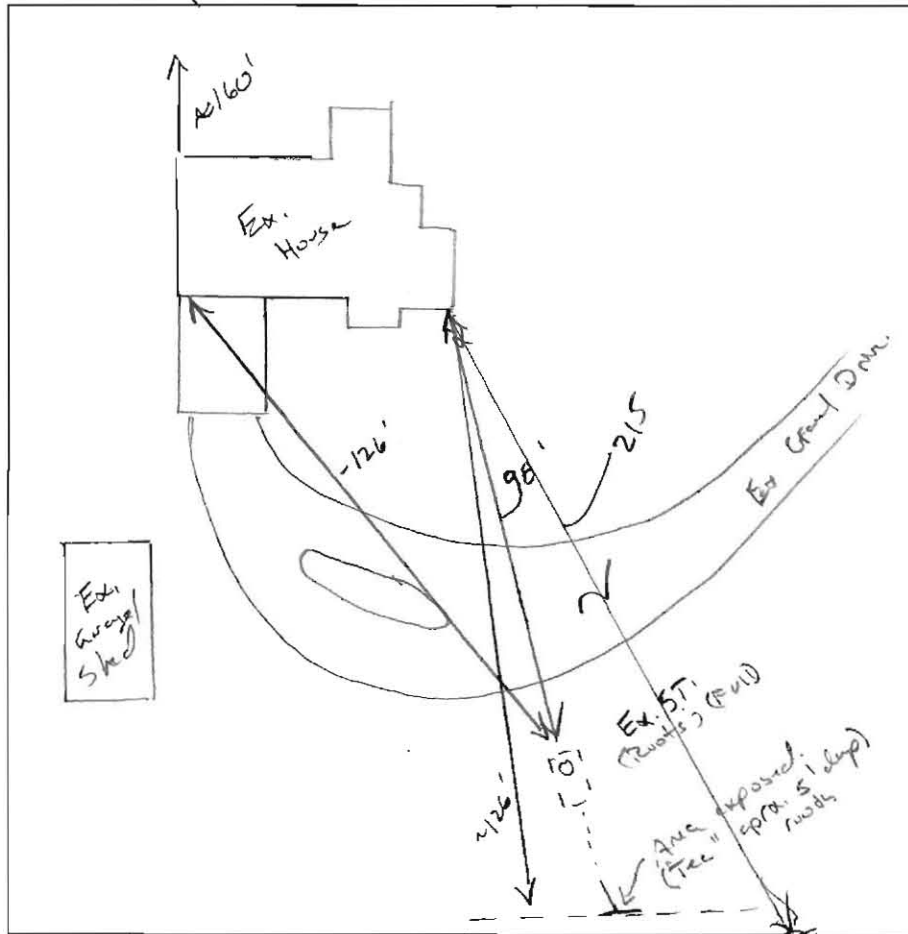 ≈160'
Ex.
House
~126'
98'
215
Ex Gravel Drive.
Ex.
Garage/
Shed
Ex. S.T.
(Roots) (Full)
"O"
~126'
Area exposed.
("Tee" aprx. 5' deep)
roots